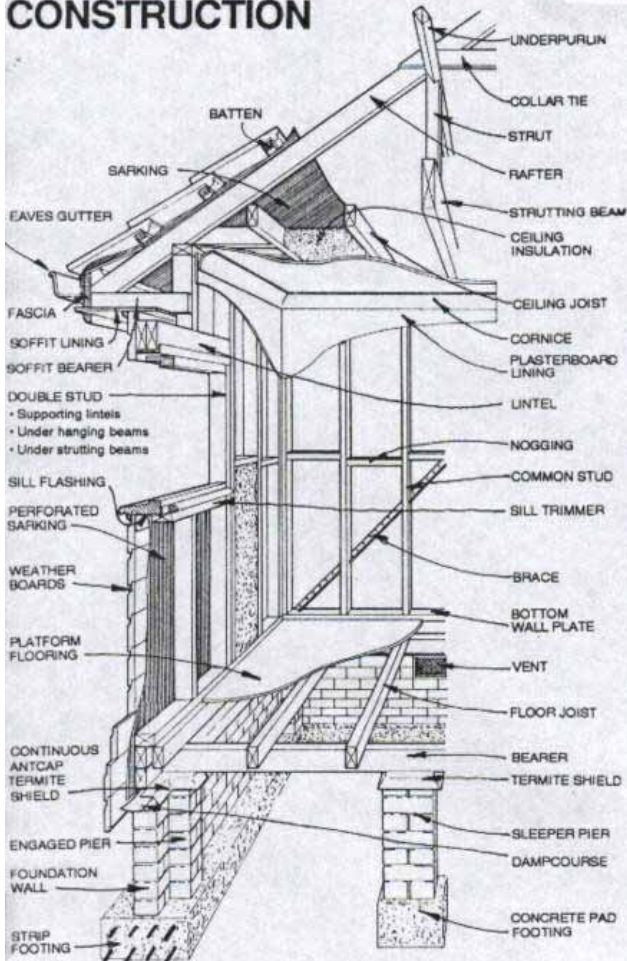 CONSTRUCTION
UNDERPURLIN
COLLAR TIE
BATTEN
STRUT
SARKING
RAFTER
EAVES GUTTER
STRUTTING BEAM
CEILING
INSULATION
FASCIA
CEILING JOIST
SOFFIT LINING
CORNICE
SOFFIT BEARER
PLASTERBOARD
LINING
DOUBLE STUD
• Supporting lintels
• Under hanging beams
• Under strutting beams
LINTEL
NOGGING
SILL FLASHING
COMMON STUD
PERFORATED
SARKING
SILL TRIMMER
WEATHER
BOARDS
BRACE
BOTTOM
WALL PLATE
PLATFORM
FLOORING
VENT
FLOOR JOIST
CONTINUOUS
ANTCAP
TERMITE
SHIELD
BEARER
TERMITE SHIELD
ENGAGED PIER
SLEEPER PIER
DAMPCOURSE
FOUNDATION
WALL
CONCRETE PAD
FOOTING
STRIP
FOOTING